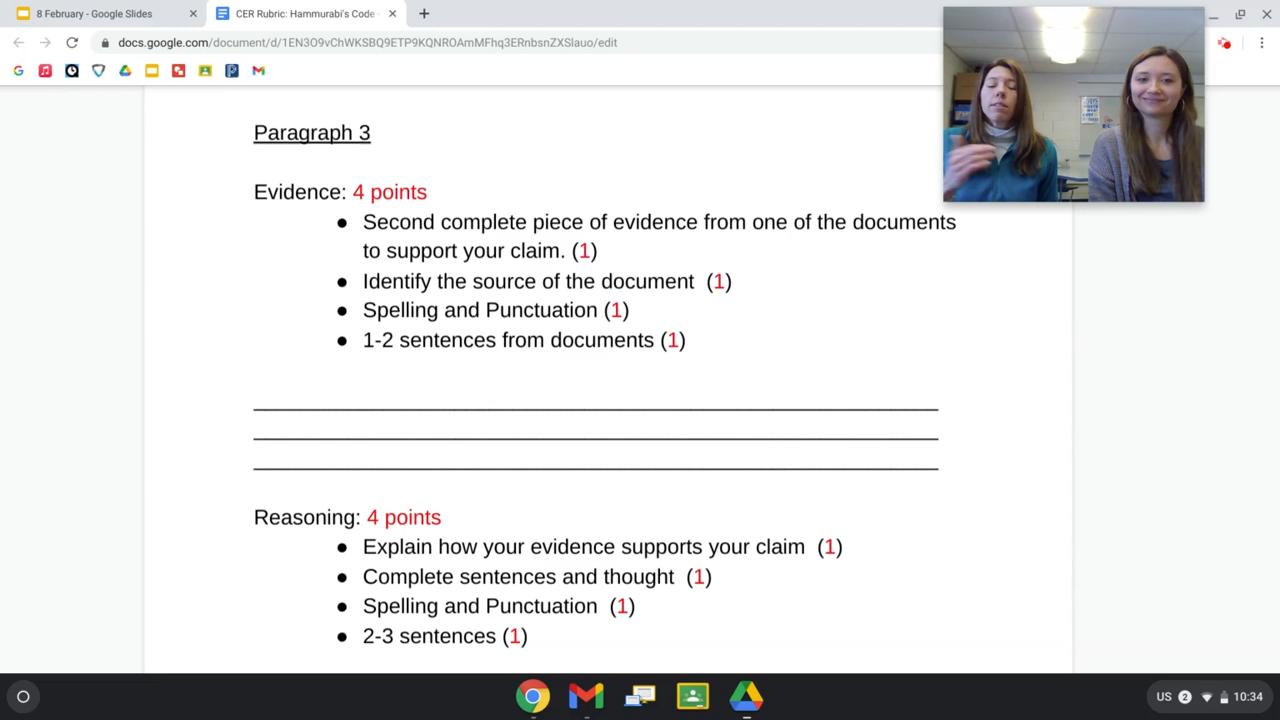 8 February - Google Slides
CER Rubric: Hammurabi's Code -
docs.google.com/document/d/1EN3O9vChWKSBQ9ETP9KQNROAmMFhq3ERnbsnZXSlauo/edit
Paragraph 3
Evidence: 4 points
● Second complete piece of evidence from one of the documents
to support your claim. (1)
● Identify the source of the document (1)
● Spelling and Punctuation (1)
● 1-2 sentences from documents (1)
Reasoning: 4 points
● Explain how your evidence supports your claim (1)
● Complete sentences and thought (1)
● Spelling and Punctuation (1)
● 2-3 sentences (1)
US 2 10:34